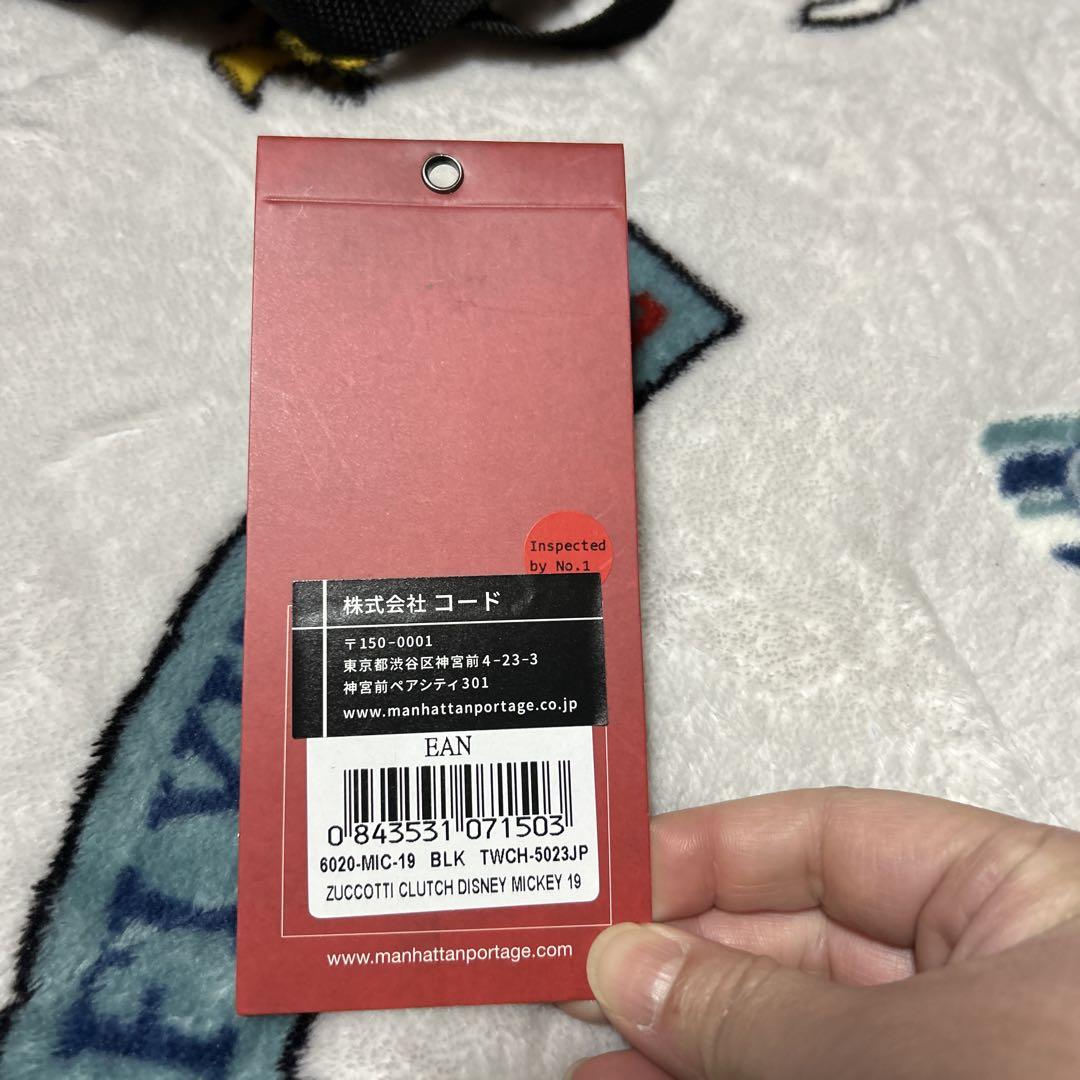 Inspected
by No.1
株式会社 コード
〒150-0001
東京都渋谷区神宮前4-23-3
神宮前ペアシティ301
www.manhattanportage.co.jp
EAN
0 843531 071503
6020-MIC-19 BLK TWCH-5023JP
ZUCCOTTI CLUTCH DISNEY MICKEY 19
www.manhattanportage.com